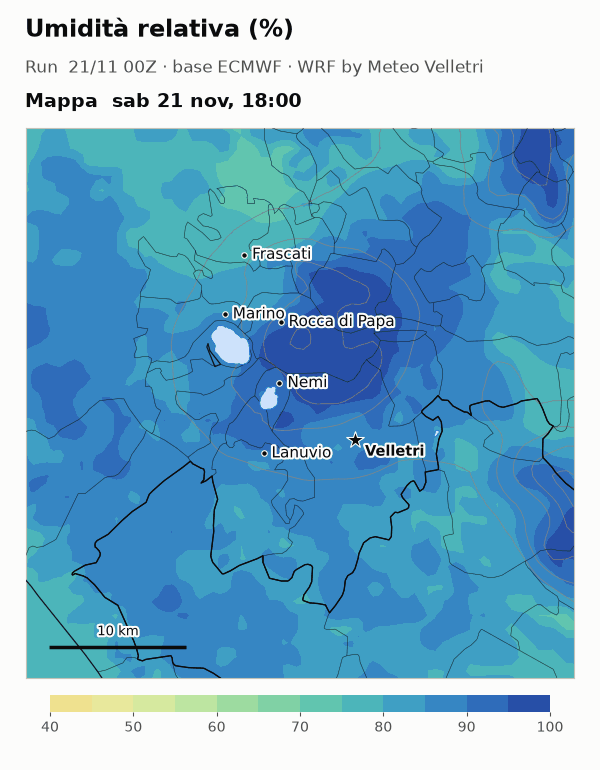 Umidità relativa (%)
Run  21/11 00Z · base ECMWF · WRF by Meteo Velletri
Mappa  sab 21 nov, 18:00
Frascati
Marino
Rocca di Papa
Nemi
Velletri
Lanuvio
10 km
40 50 60 70 80 90 100